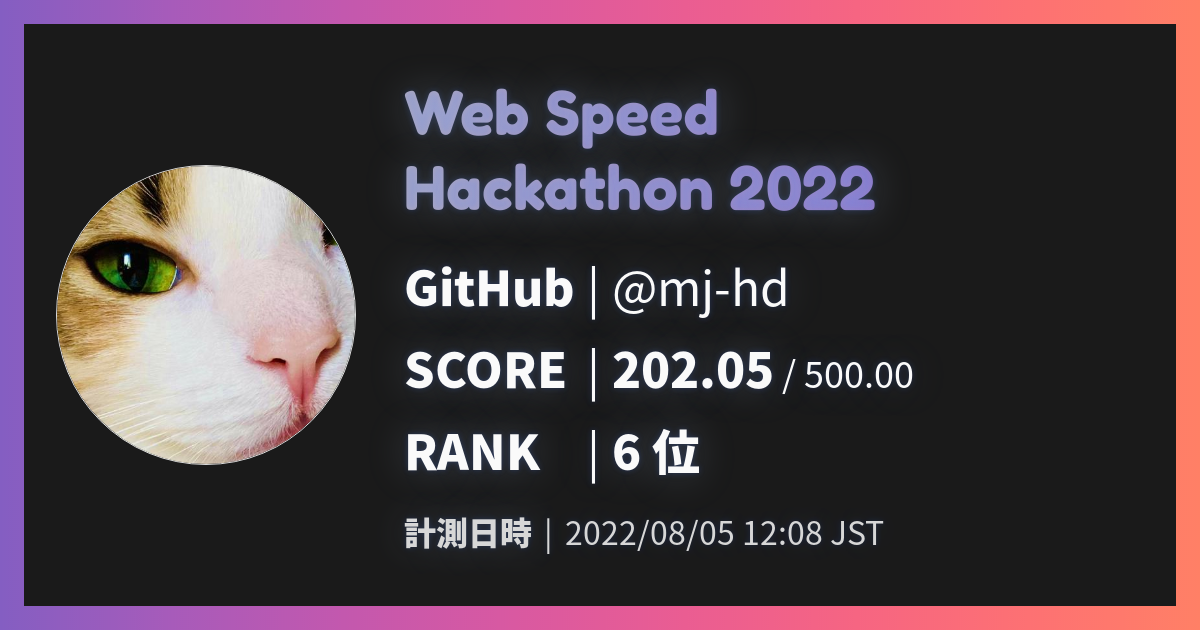 Web Speed
Hackathon 2022
GitHub | @mj-hd
SCORE | 202.05 / 500.00
RANK | 6 位
計測日時 | 2022/08/05 12:08 JST